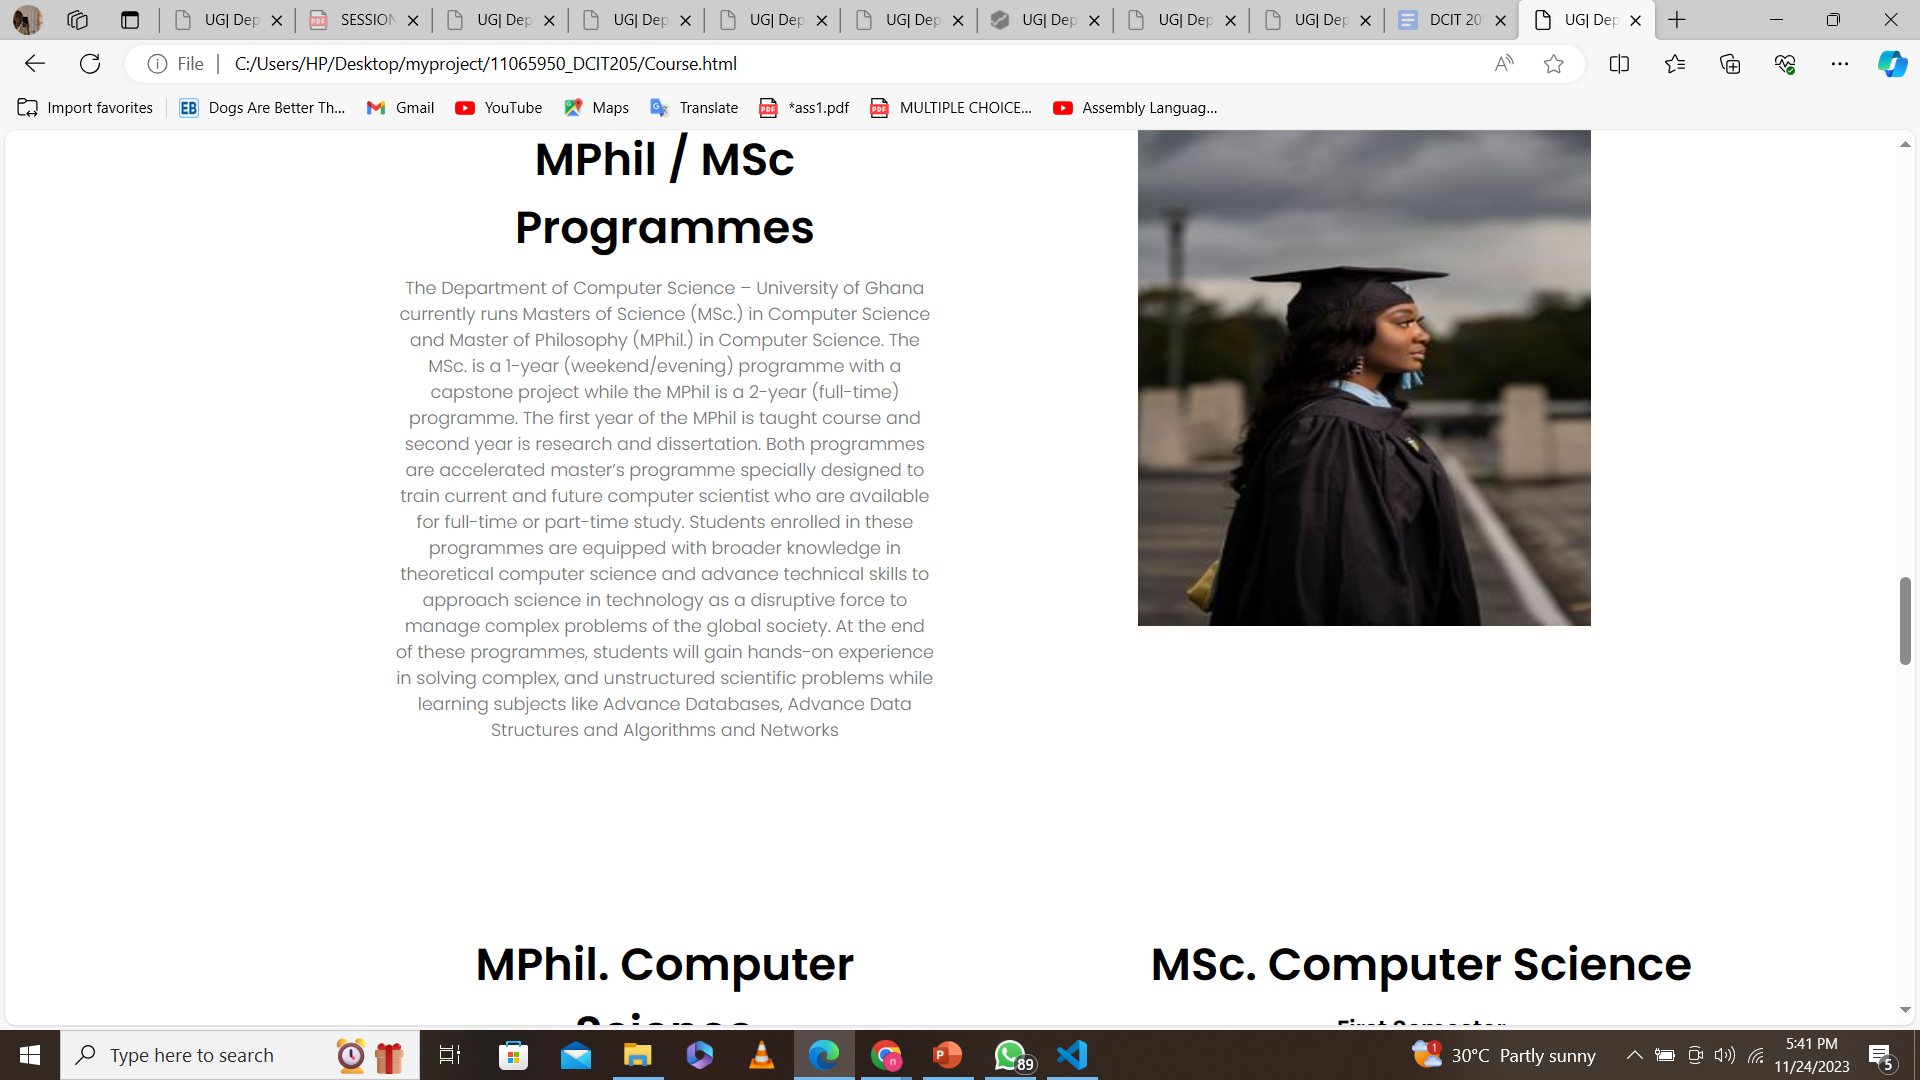 UG| Dep
SESSION
UG| Dep
UG| Dep
UG| Dep
UG| Dep
UG| Dep
UG| Dep
UG| Dep
DCIT 20
UG| Dep
File
C:/Users/HP/Desktop/myproject/11065950_DCIT205/Course.html
Import favorites
EB Dogs Are Better Th...
Gmail
YouTube
Maps
Translate
*ass1.pdf
MULTIPLE CHOICE...
Assembly Languag...
MPhil / MSc
Programmes
The Department of Computer Science – University of Ghana
currently runs Masters of Science (MSc.) in Computer Science
and Master of Philosophy (MPhil.) in Computer Science. The
MSc. is a 1-year (weekend/evening) programme with a
capstone project while the MPhil is a 2-year (full-time)
programme. The first year of the MPhil is taught course and
second year is research and dissertation. Both programmes
are accelerated master's programme specially designed to
train current and future computer scientist who are available
for full-time or part-time study. Students enrolled in these
programmes are equipped with broader knowledge in
theoretical computer science and advance technical skills to
approach science in technology as a disruptive force to
manage complex problems of the global society. At the end
of these programmes, students will gain hands-on experience
in solving complex, and unstructured scientific problems while
learning subjects like Advance Databases, Advance Data
Structures and Algorithms and Networks
MPhil. Computer
Science
MSc. Computer Science
First Semester
Type here to search
89
1
30°C Partly sunny
5:41 PM
11/24/2023
5